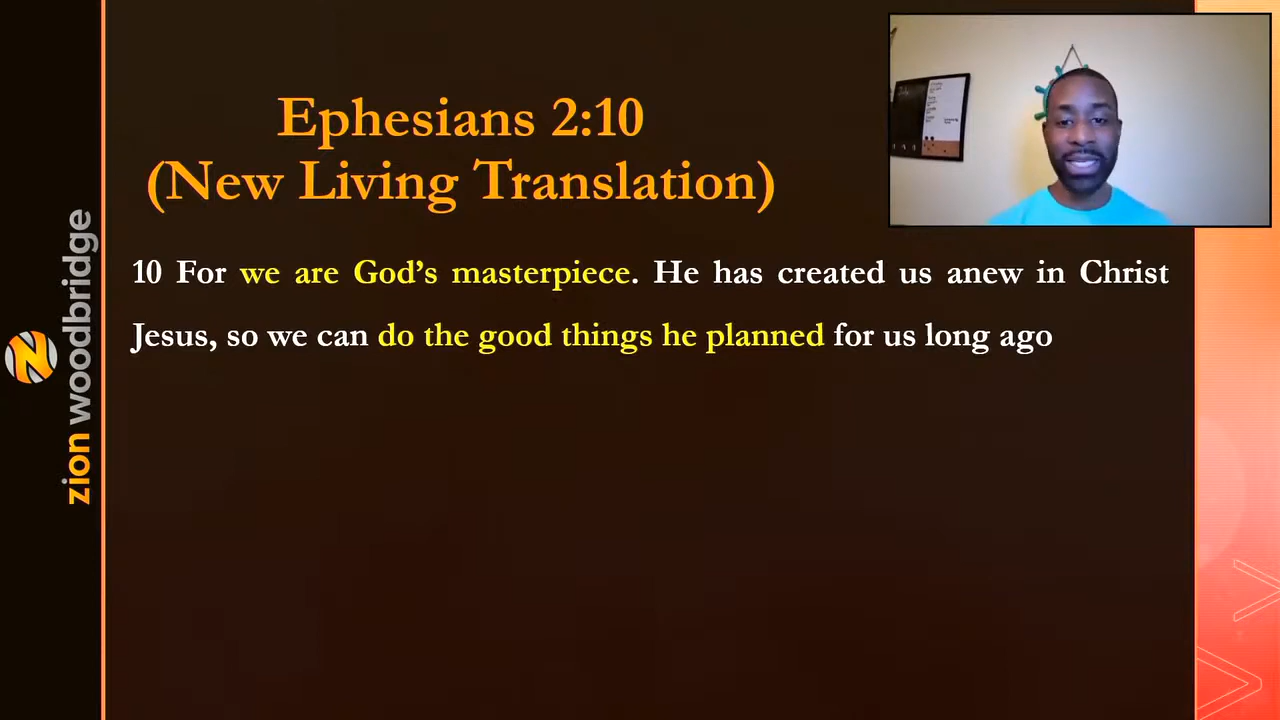 Ephesians 2:10
(New Living Translation)
10 For we are God’s masterpiece. He has created us anew in Christ
Jesus, so we can do the good things he planned for us long ago
zion woodbridge